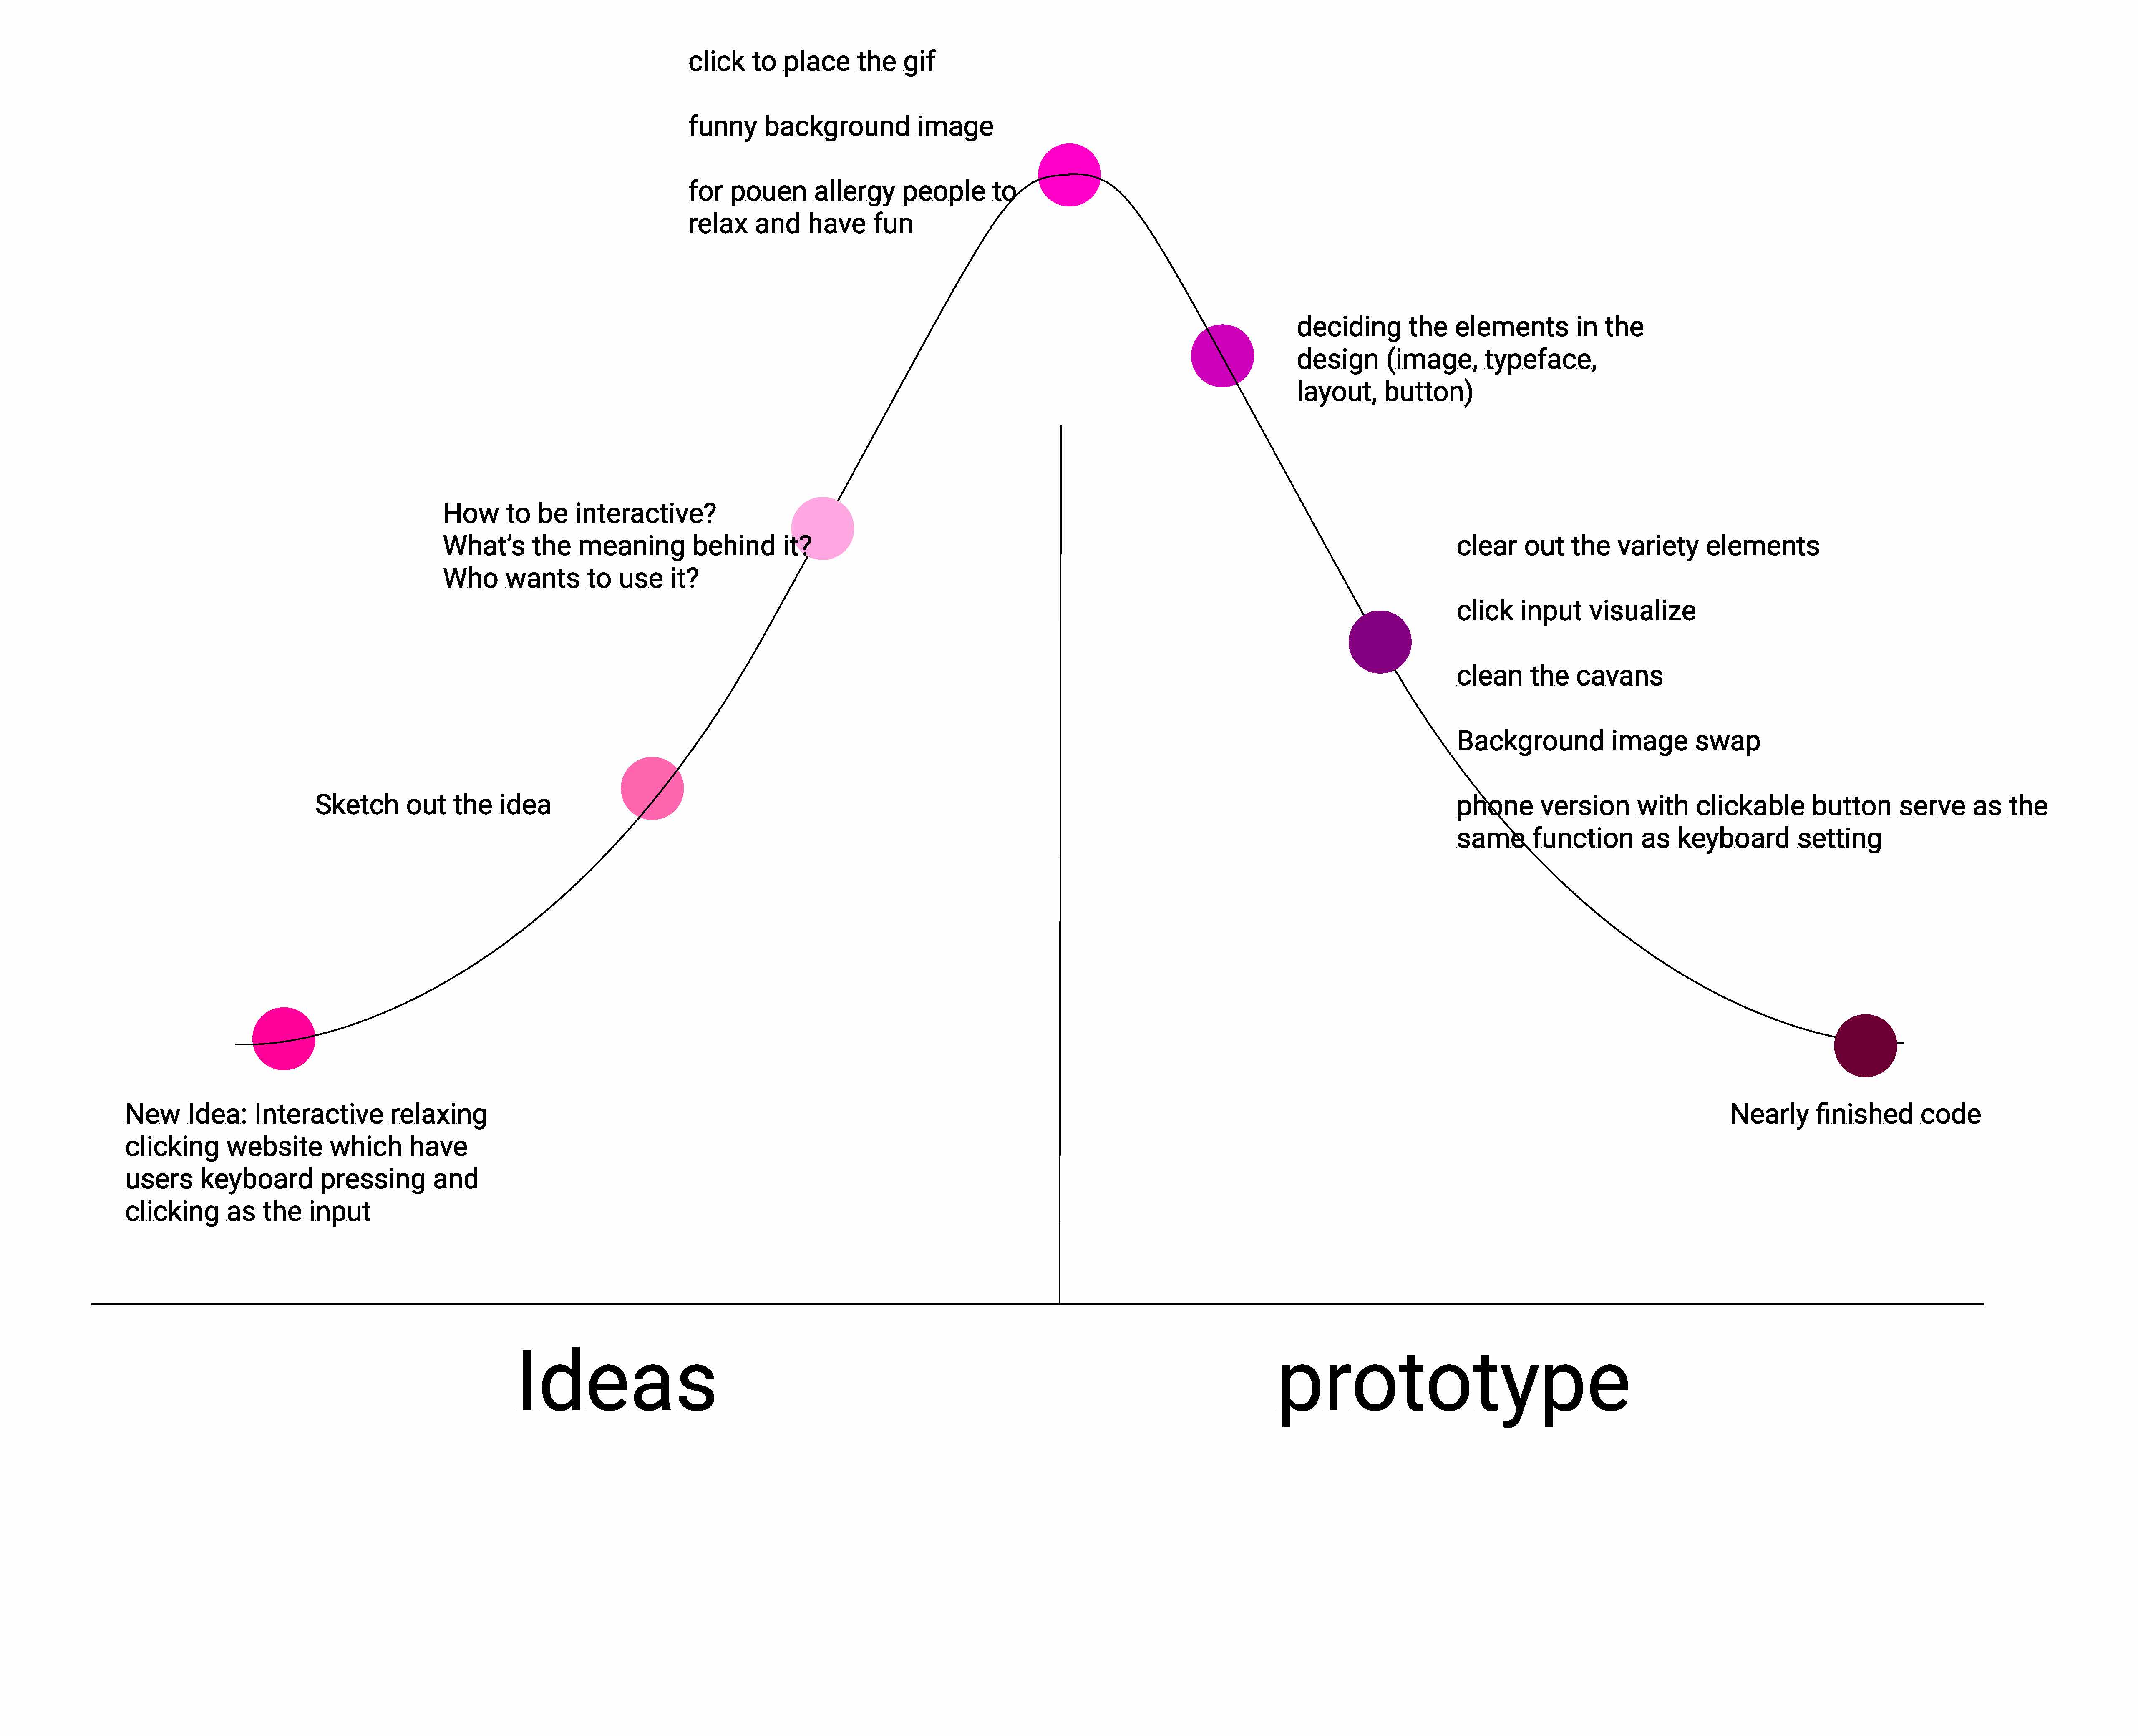 click to place the gif
funny background image
for pouen allergy people to
relax and have fun
deciding the elements in the
design (image, typeface,
layout, button)
How to be interactive?
What’s the meaning behind it?
Who wants to use it?
clear out the variety elements
click input visualize
clean the cavans
Background image swap
phone version with clickable button serve as the
same function as keyboard setting
Sketch out the idea
New Idea: Interactive relaxing
clicking website which have
users keyboard pressing and
clicking as the input
Nearly finished code
Ideas
prototype